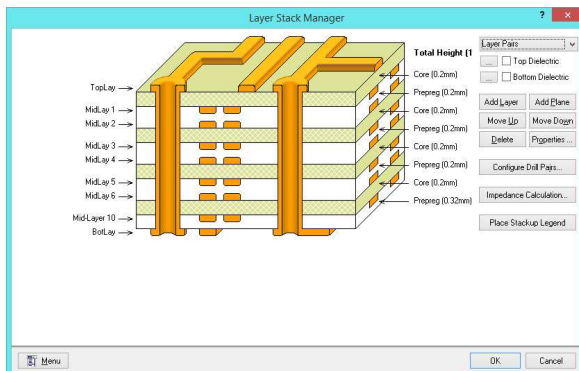 Layer Stack Manager
? ×
Total Height (1
Layer Pairs
... Top Dielectric
... Bottom Dielectric
TopLay
MidLay 1
MidLay 2
MidLay 3
MidLay 4
MidLay 5
MidLay 6
Mid-Layer 10
BotLay
Core (0.2mm)
Prepreg (0.2mm)
Core (0.2mm)
Prepreg (0.2mm)
Core (0.2mm)
Prepreg (0.2mm)
Core (0.2mm)
Prepreg (0.32mm)
Add Layer Add Plane
Move Up Move Down
Delete Properties ...
Configure Drill Pairs...
Impedance Calculation...
Place Stackup Legend
Menu
OK Cancel